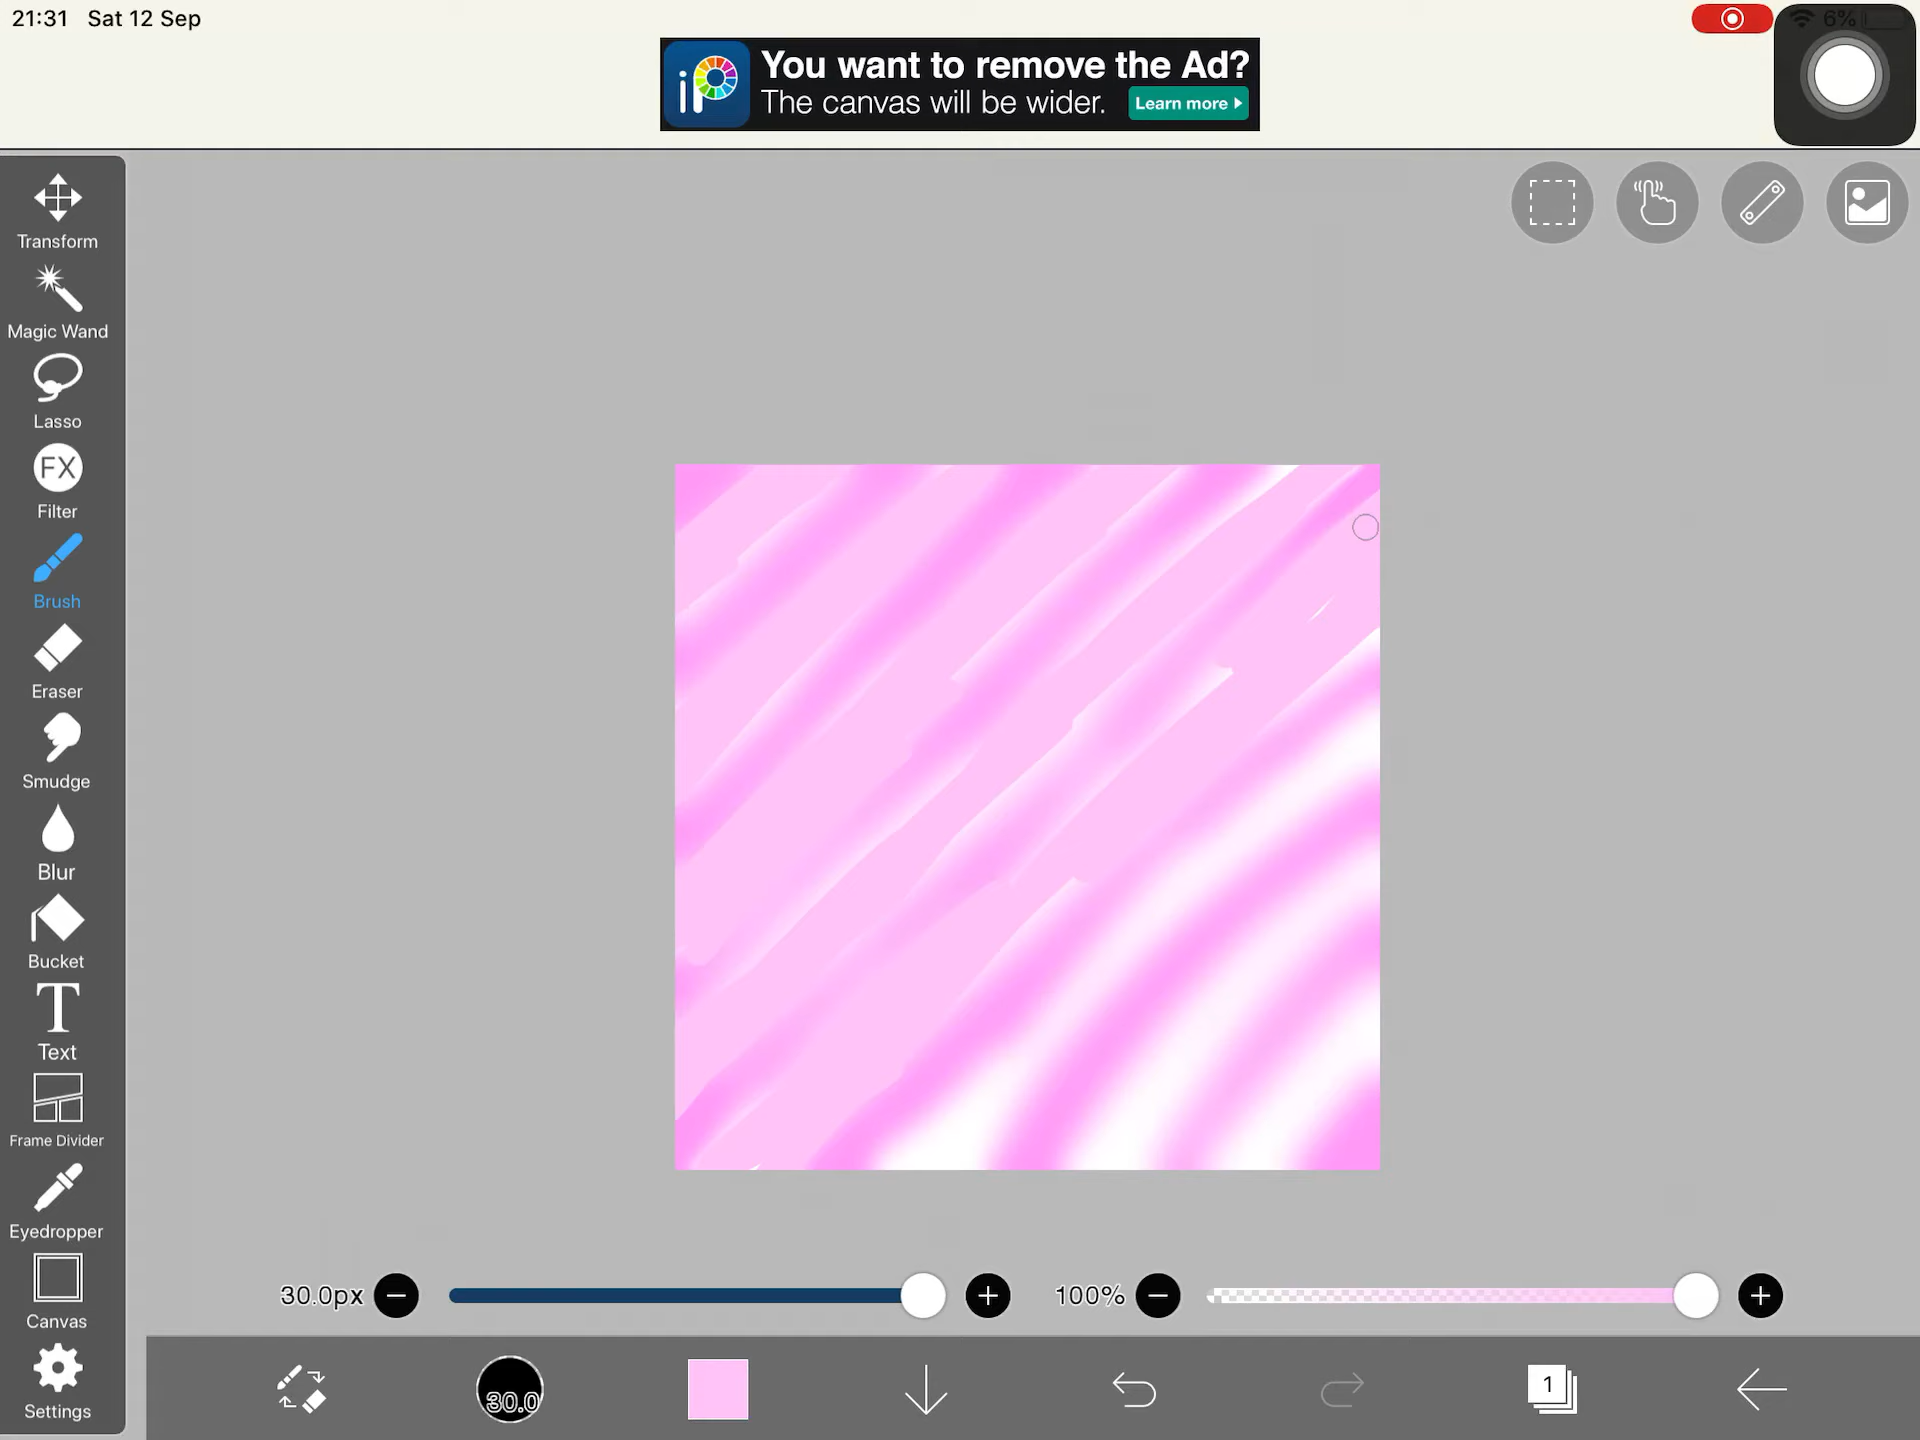 21:31 Sat 12 Sep
6%
iP
You want to remove the Ad?
The canvas will be wider.
Learn more
Transform
Magic Wand
Lasso
FX
Filter
Brush
Eraser
Smudge
Blur
Bucket
T
Text
Frame Divider
Eyedropper
Canvas
Settings
30.0px
100%
30.0
1